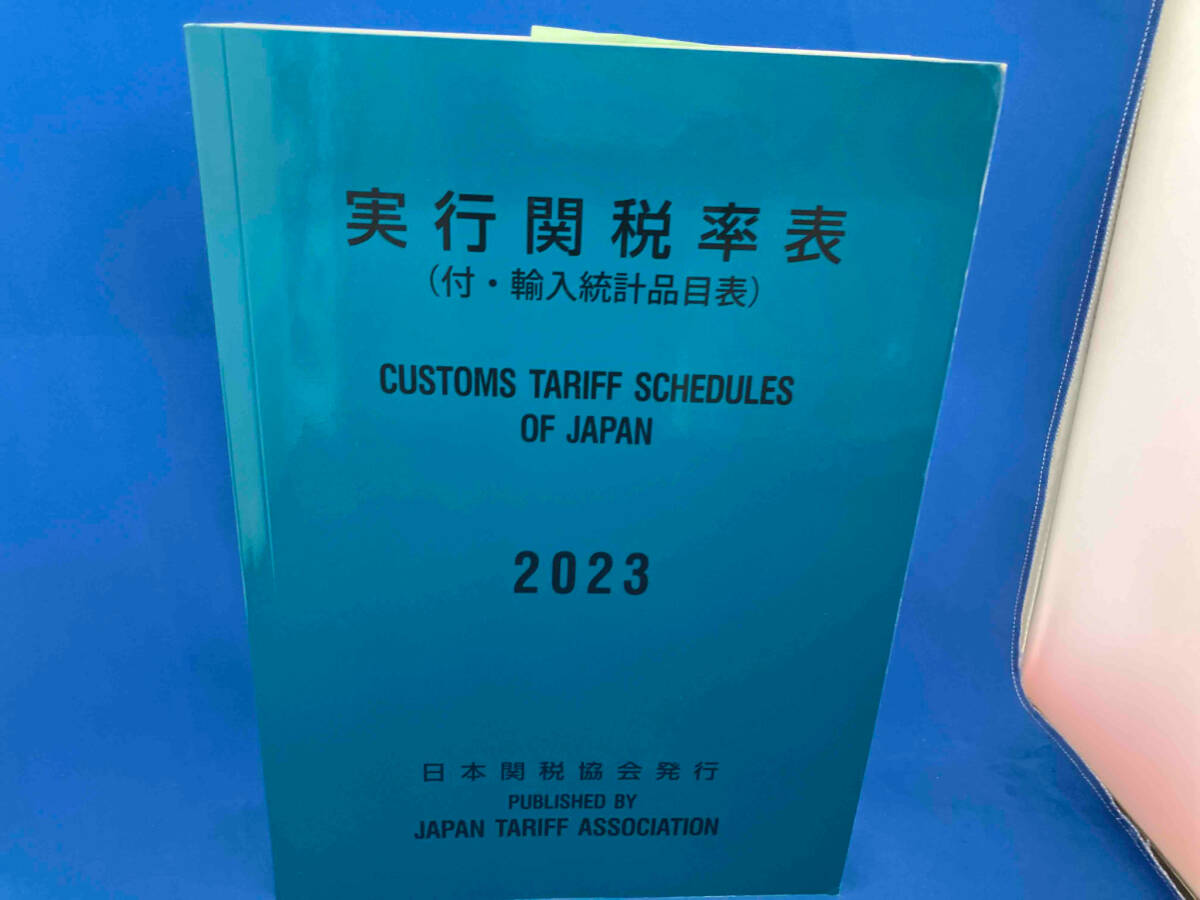 実行関税率表
（付・輸入統計品目表）
CUSTOMS TARIFF SCHEDULES
OF JAPAN
2023
日本関税協会発行
PUBLISHED BY
JAPAN TARIFF ASSOCIATION